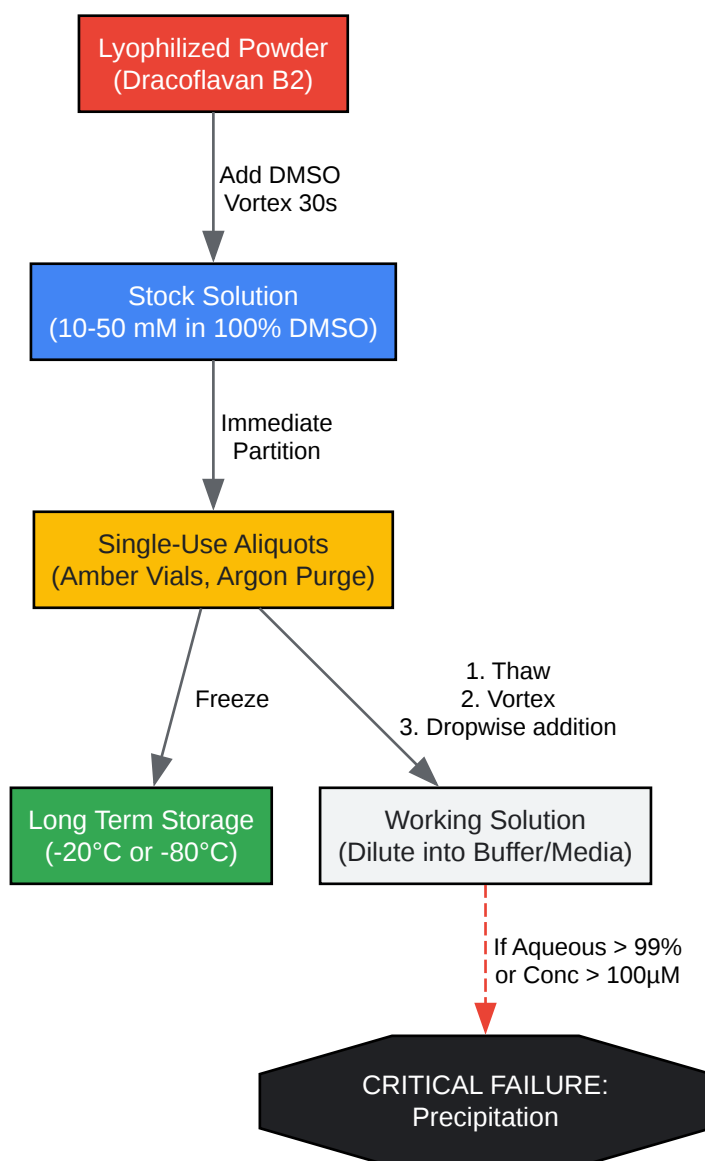 Lyophilized Powder
(Dracoflavan B2)
Add DMSO
Vortex 30s
Stock Solution
(10-50 mM in 100% DMSO)
Immediate
Partition
Single-Use Aliquots
(Amber Vials, Argon Purge)
Freeze
1. Thaw
2. Vortex
3. Dropwise addition
Long Term Storage
(-20°C or -80°C)
Working Solution
(Dilute into Buffer/Media)
If Aqueous > 99%
or Conc > 100µM
CRITICAL FAILURE:
Precipitation